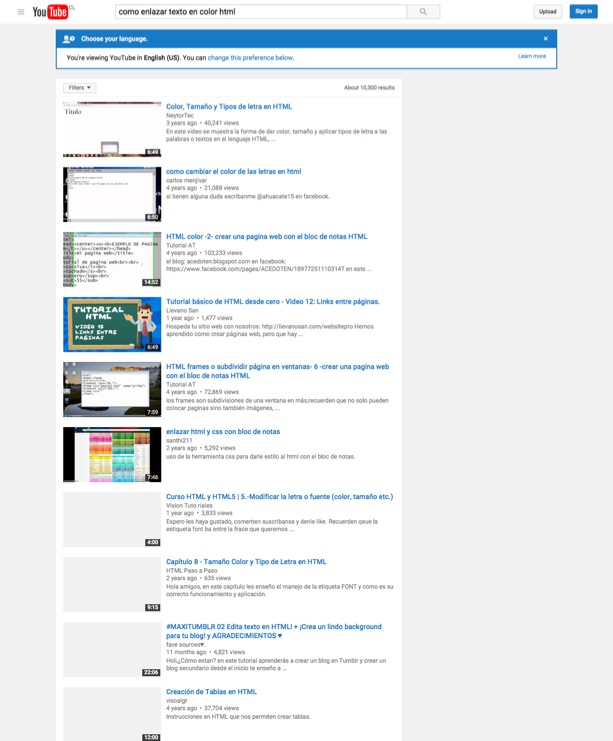 YouTube CL
como enlazar texto en color html
Upload
Sign in
Choose your language.
×
You're viewing YouTube in English (US). You can change this preference below.
Learn more
Filters
About 10,300 results
Título
6:49
Color, Tamaño y Tipos de letra en HTML
NeytorTec
3 years ago • 40,241 views
En este video se muestra la forma de dar color, tamaño y aplicar tipos de letra a las
palabras o textos en el lenguaje HTML, ...
6:50
como cambiar el color de las letras en html
carlos menjivar
4 years ago • 21,088 views
si tienen alguna duda escribanme @ahuacate15 en facebook.
14:52
HTML color -2- crear una pagina web con el bloc de notas HTML
Tutorial AT
4 years ago • 103,233 views
el blog: acedoten.blogspot.en facebook:
https://www.facebook.com/pages/ACEDOTEN/189772511103147 en este...
TUTORIAL
HTML
VIDEO 12
LINKS ENTRE
PAGINAS
6:49
Tutorial básico de HTML desde cero - Video 12: Links entre páginas.
Lievano San
1 year ago • 1,477 views
Hospeda tu sitio web con nosotros: http://lievanosan.com/websitepro Hemos
aprendido como crear páginas web, pero que hay ...
7:59
HTML frames o subdividir página en ventanas- 6 -crear una pagina web
con el bloc de notas HTML
Tutorial AT
4 years ago • 72,869 views
los frames son subdivisiones de una ventana en más,recuerden que no solo pueden
colocar paginas sino también imágenes, ...
7:46
enlazar html y css con bloc de notas
santhi211
2 years ago • 5,292 views
uso de la herramienta css para darle estilo al html con el bloc de notas.
4:00
Curso HTML y HTML5 | 5.-Modificar la letra o fuente (color, tamaño etc.)
Vision Tuto riales
1 year ago • 3,833 views
Espero les haya gustado, comenten suscribanse y denle like. Recuerden qeue la
estiqueta font ba entre la frace que queremos ...
9:15
Capítulo 8 - Tamaño Color y Tipo de Letra en HTML
HTML Paso a Paso
2 years ago • 635 views
Hola amigos, en este capítulo les enseño el manejo de la etiqueta FONT y como es su
correcto funcionamiento y aplicación.
22:06
#MAXITUMBLR 02 Edita texto en HTML! + ¡Crea un lindo background
para tu blog! y AGRADECIMIENTOS ♥
fave sources♥.
11 months ago • 4,821 views
Holi¿Cómo estan? en este tutorial aprenderás a crear un blog en Tumblr y crear un
blog secundario desde el inicio te enseño a ...
12:00
Creación de Tablas en HTML
visoalgt
4 years ago • 37,704 views
Instrucciones en HTML que nos permiten crear tablas.